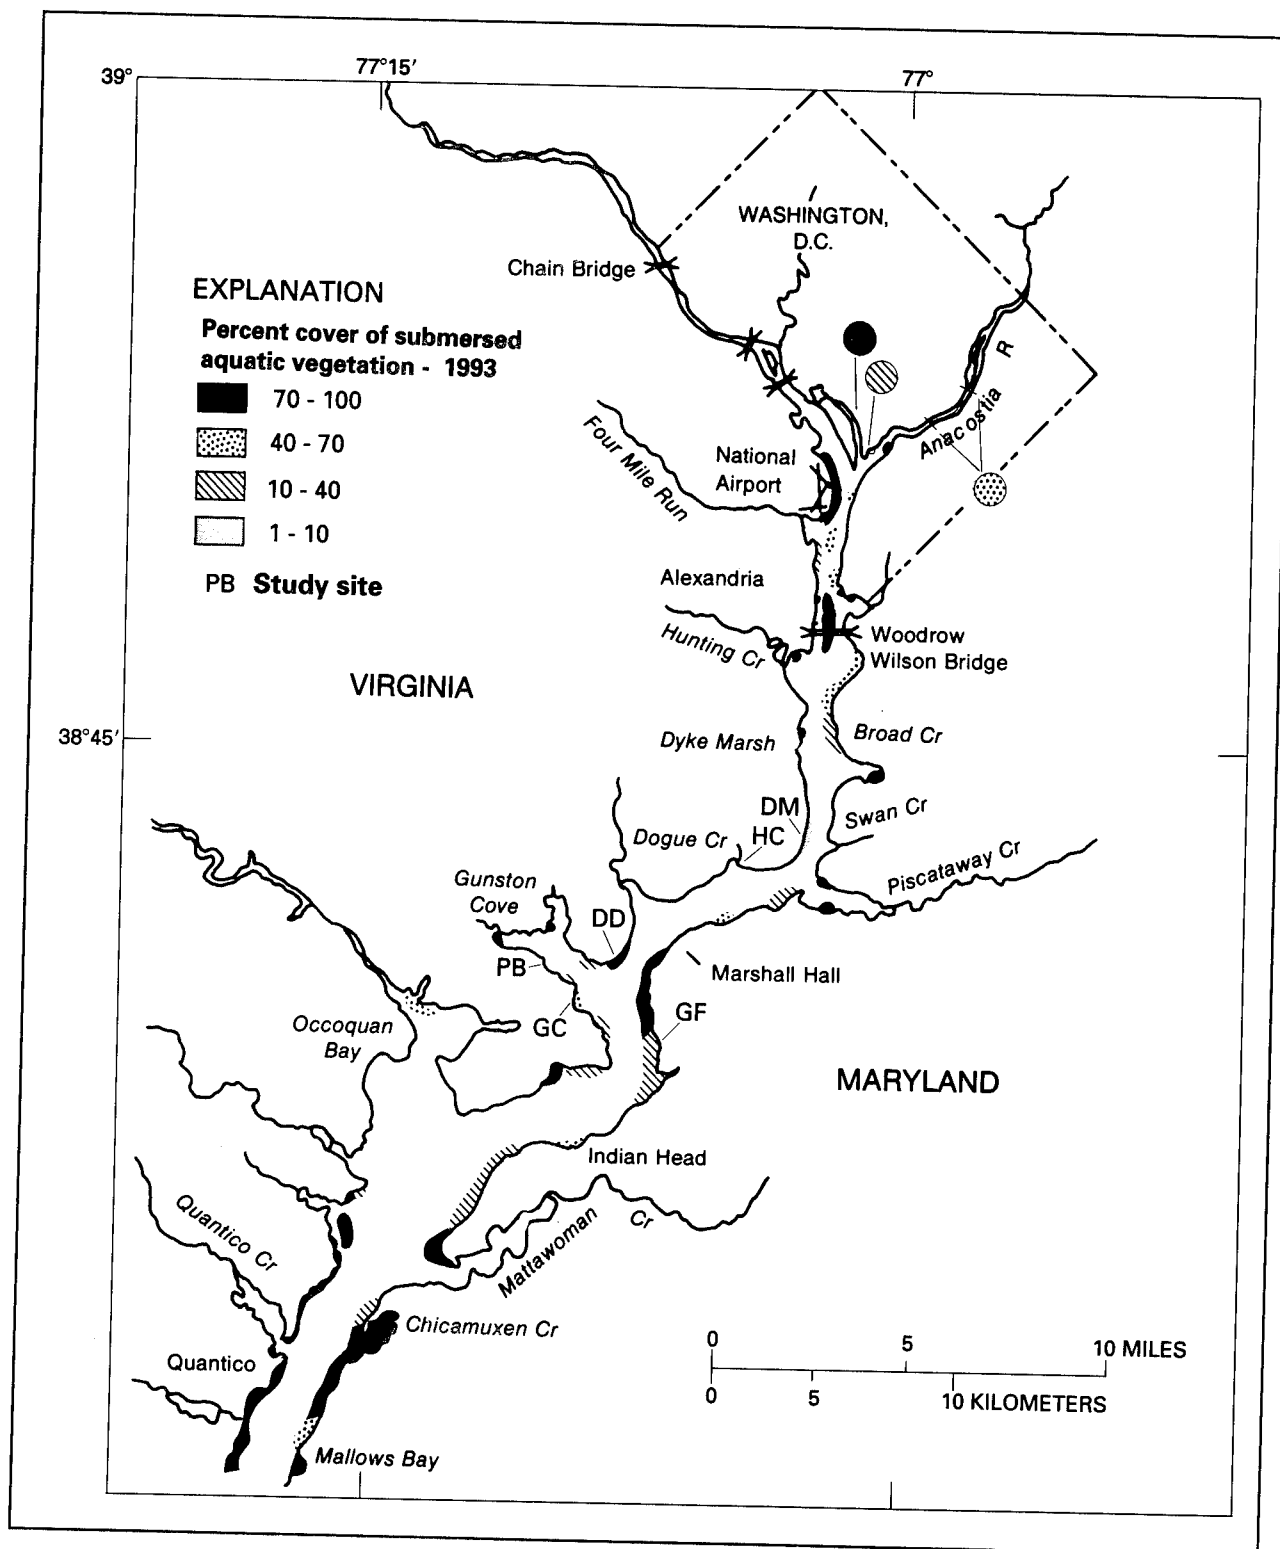 39°
77°15'
77°
WASHINGTON,
D.C.
Chain Bridge
EXPLANATION
Percent cover of submersed
aquatic vegetation - 1993
70 - 100
40 - 70
10 - 40
1 - 10
PB Study site
Four Mile Run
National
Airport
Anacostia
R
Alexandria
Hunting Cr
Woodrow
Wilson Bridge
VIRGINIA
38°45'
Dyke Marsh
Broad Cr
DM
HC
Swan Cr
Dogue Cr
Piscataway Cr
Gunston
Cove
DD
PB
Marshall Hall
GC
GF
Occoquan
Bay
MARYLAND
Indian Head
Quantico Cr
Mattawoman Cr
Chicamuxen Cr
Quantico
0 5 10 MILES
0 5 10 KILOMETERS
Mallows Bay